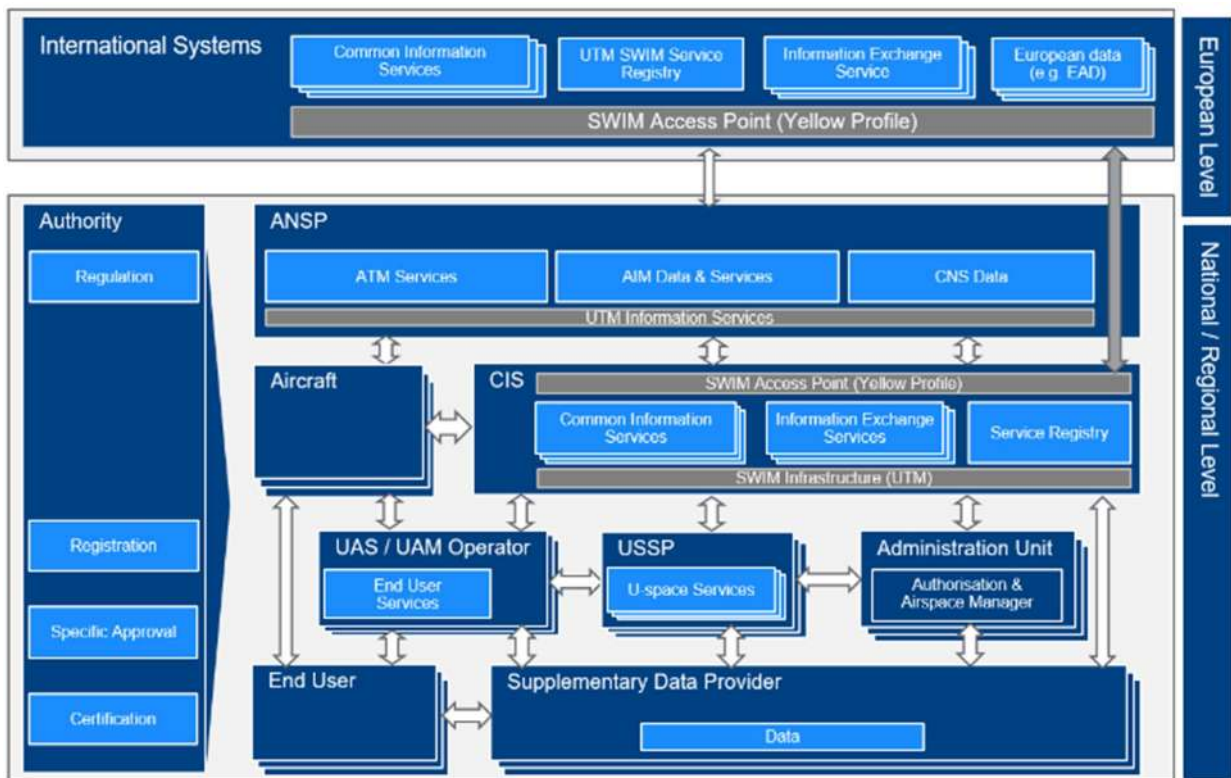 International Systems
Common Information
Services
UTM SWIM Service
Registry
Information Exchange
Service
European data
(e.g. EAD)
SWIM Access Point (Yellow Profile)
European Level
Authority
Regulation
Registration
Specific Approval
Certification
ANSP
ATM Services
AIM Data & Services
CNS Data
UTM Information Services
Aircraft
CIS
SWIM Access Point (Yellow Profile)
Common Information
Services
Information Exchange
Services
Service Registry
SWIM Infrastructure (UTM)
UAS / UAM Operator
End User
Services
USSP
U-space Services
Administration Unit
Authorisation &
Airspace Manager
End User
Supplementary Data Provider
Data
National / Regional Level